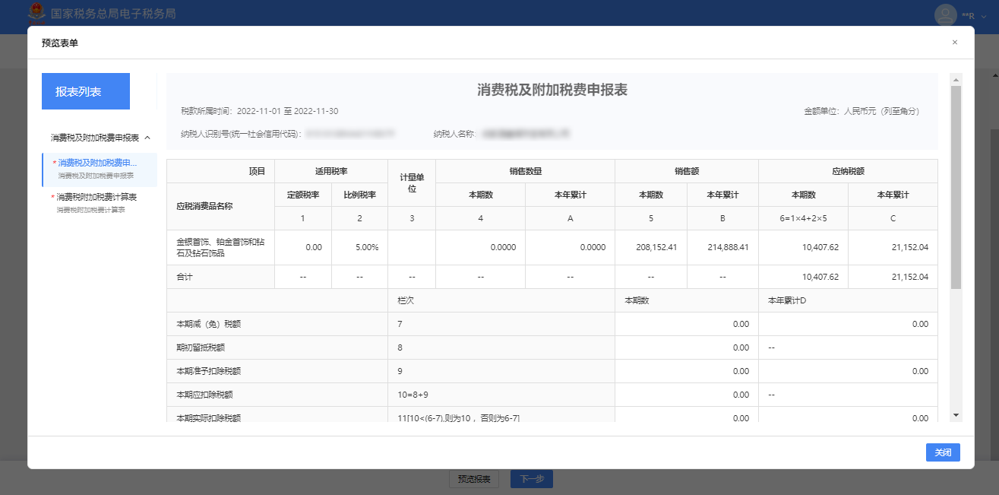 国家税务总局电子税务局
**R
预览表单
×
报表列表
消费税及附加税费申报表
* 消费税及附加税费申...
消费税及附加税费申报表
* 消费税附加税费计算表
消费税附加税费计算表
消费税及附加税费申报表
税款所属时间： 2022-11-01 至 2022-11-30 金额单位：人民币元（列至角分）
纳税人识别号(统一社会信用代码)： 纳税人名称：
项目 适用税率 计量单位 销售数量 销售额 应纳税额
应税消费品名称 定额税率 比例税率 本期数 本年累计 本期数 本年累计 本期数 本年累计
1 2 3 4 A 5 B 6=1×4+2×5 C
金银首饰、铂金首饰和钻
石及钻石饰品 0.00 5.00% 0.0000 0.0000 208,152.41 214,888.41 10,407.62 21,152.04
合计 -- -- -- -- -- -- -- 10,407.62 21,152.04
栏次 本期数 本年累计D
本期减（免）税额 7 0.00 0.00
期初留抵税额 8 0.00 --
本期准予扣除税额 9 0.00 0.00
本期应扣除税额 10=8+9 0.00 --
本期实际扣除税额 11[10<(6-7),则为10 ，否则为6-7] 0.00 0.00
关闭
预览报表 下一步